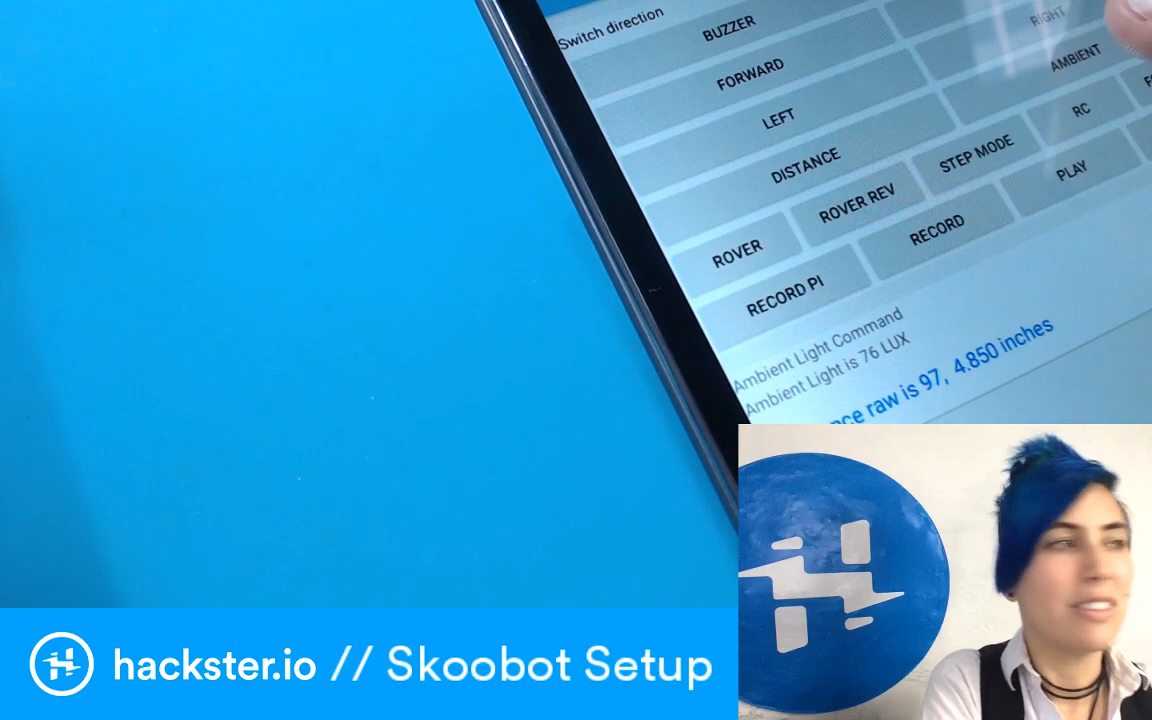 Switch direction
BUZZER
FORWARD
RIGHT
LEFT
AMBIENT
DISTANCE
ROVER
ROVER REV
STEP MODE
RC
RECORD PI
RECORD
PLAY
Ambient Light Command
Ambient Light is 76 LUX
raw is 97, 4.850 inches
hackster.io // Skoobot Setup